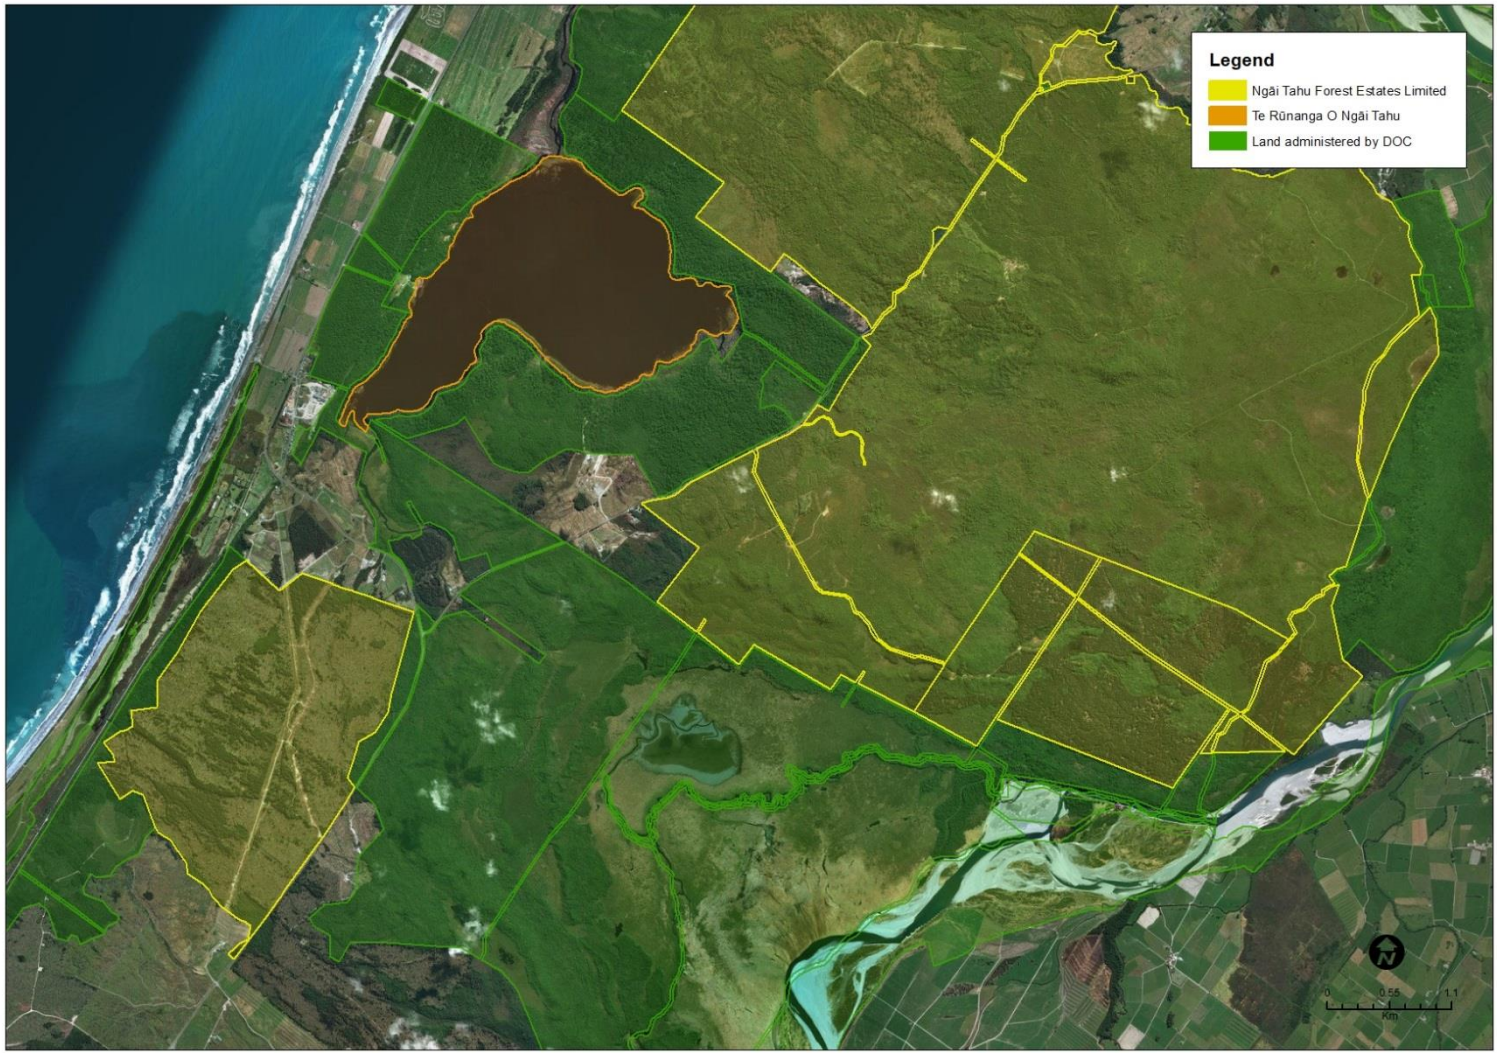 Legend
Ngāi Tahu Forest Estates Limited
Te Rūnanga O Ngāi Tahu
Land administered by DOC
N
0 0.55 1.1
Km